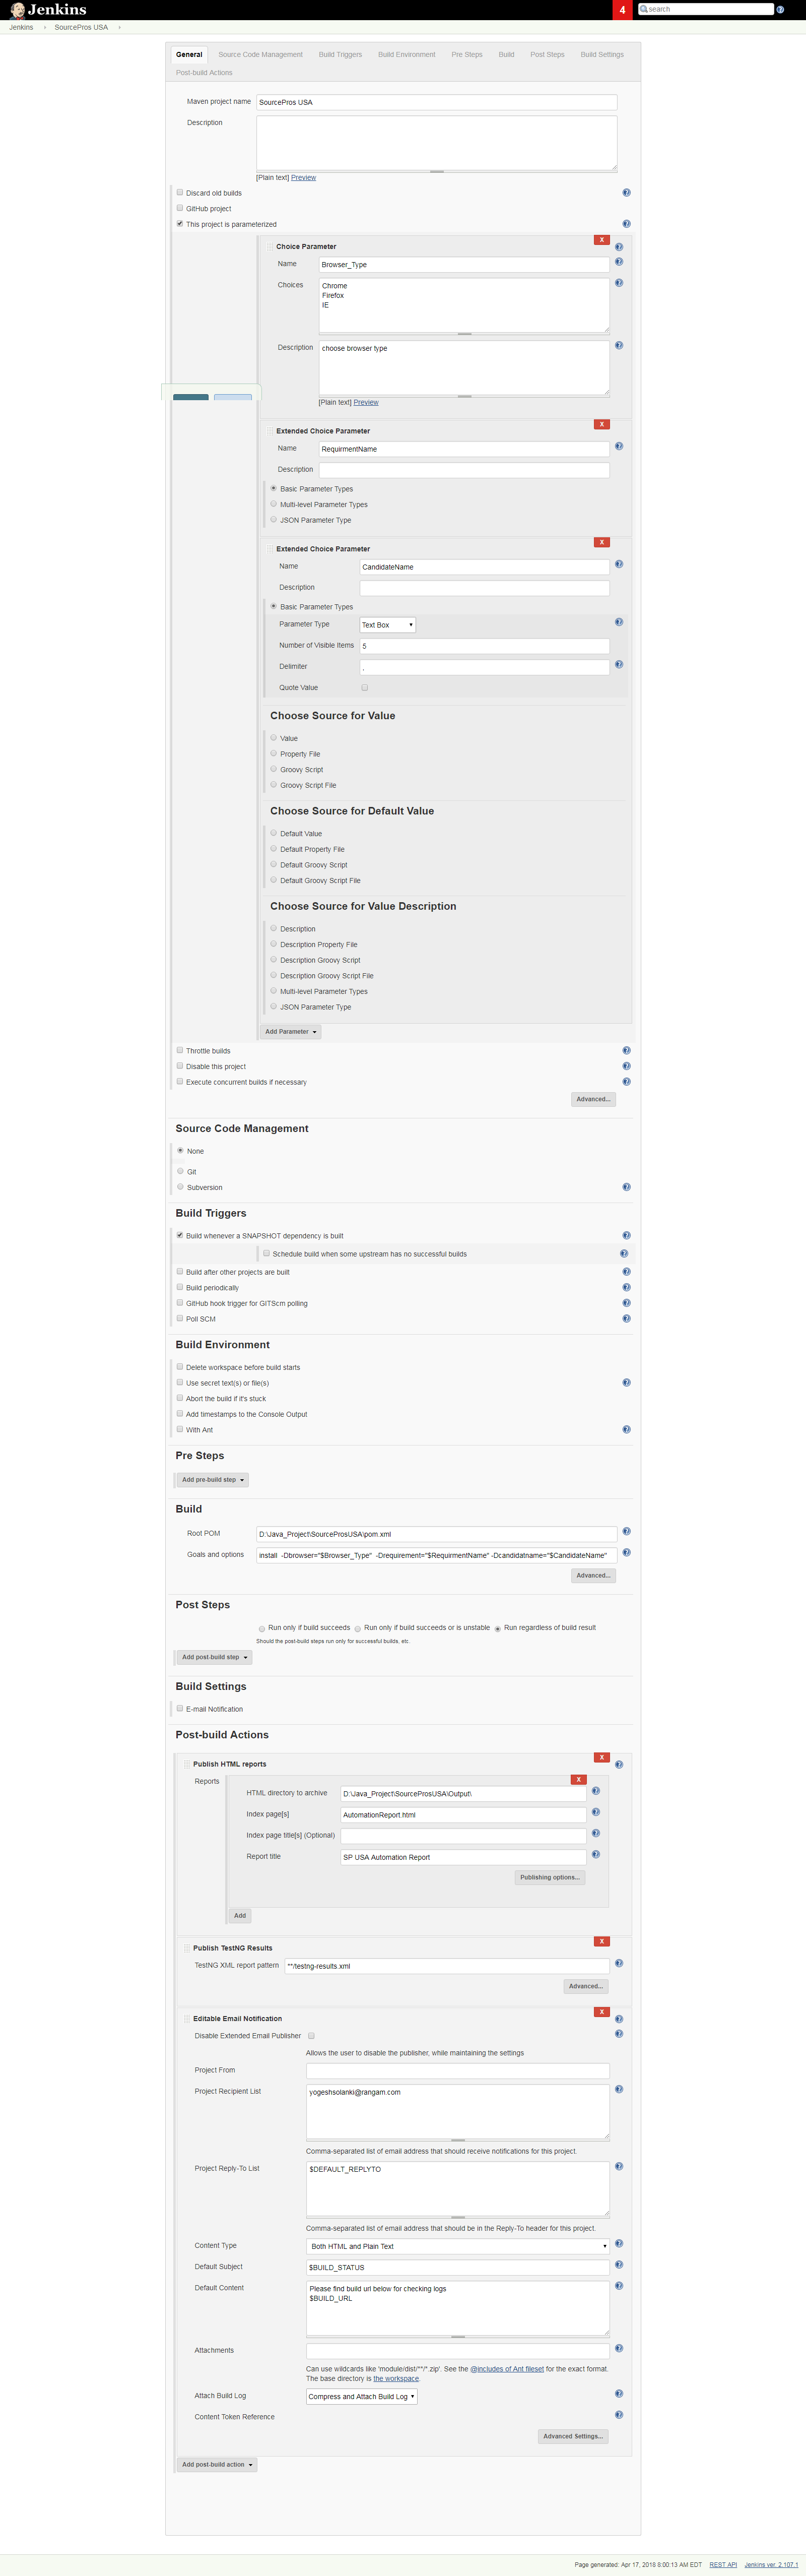 Jenkins
4
search
Jenkins
SourcePros USA
General Source Code Management Build Triggers Build Environment Pre Steps Build Post Steps Build Settings
Post-build Actions
Maven project name SourcePros USA
Description
[Plain text] Preview
Discard old builds
GitHub project
This project is parameterized
X
Choice Parameter
Name Browser_Type
Choices Chrome
Firefox
IE
Description choose browser type
[Plain text] Preview
X
Extended Choice Parameter
Name RequirmentName
Description
Basic Parameter Types
Multi-level Parameter Types
JSON Parameter Type
X
Extended Choice Parameter
Name CandidateName
Description
Basic Parameter Types
Parameter Type Text Box
Number of Visible Items 5
Delimiter ,
Quote Value
Choose Source for Value
Value
Property File
Groovy Script
Groovy Script File
Choose Source for Default Value
Default Value
Default Property File
Default Groovy Script
Default Groovy Script File
Choose Source for Value Description
Description
Description Property File
Description Groovy Script
Description Groovy Script File
Multi-level Parameter Types
JSON Parameter Type
Add Parameter
Throttle builds
Disable this project
Execute concurrent builds if necessary
Advanced...
Source Code Management
None
Git
Subversion
Build Triggers
Build whenever a SNAPSHOT dependency is built
Schedule build when some upstream has no successful builds
Build after other projects are built
Build periodically
GitHub hook trigger for GITScm polling
Poll SCM
Build Environment
Delete workspace before build starts
Use secret text(s) or file(s)
Abort the build if it's stuck
Add timestamps to the Console Output
With Ant
Pre Steps
Add pre-build step
Build
Root POM D:\Java_Project\SourceProsUSA\pom.xml
Goals and options install -Dbrowser="$Browser_Type" -Drequirement="$RequirmentName" -Dcandidatname="$CandidateName"
Advanced...
Post Steps
Run only if build succeeds Run only if build succeeds or is unstable Run regardless of build result
Should the post-build steps run only for successful builds, etc.
Add post-build step
Build Settings
E-mail Notification
Post-build Actions
X
Publish HTML reports
Reports
X
HTML directory to archive D:\Java_Project\SourceProsUSA\Output\
Index page[s] AutomationReport.html
Index page title[s] (Optional)
Report title SP USA Automation Report
Publishing options...
Add
X
Publish TestNG Results
TestNG XML report pattern **/testng-results.xml
Advanced...
X
Editable Email Notification
Disable Extended Email Publisher
Allows the user to disable the publisher, while maintaining the settings
Project From
Project Recipient List yogeshsolanki@rangam.com
Comma-separated list of email address that should receive notifications for this project.
Project Reply-To List $DEFAULT_REPLYTO
Comma-separated list of email address that should be in the Reply-To header for this project.
Content Type Both HTML and Plain Text
Default Subject $BUILD_STATUS
Default Content Please find build url below for checking logs
$BUILD_URL
Attachments
Can use wildcards like 'module/dist/**/*.zip'. See the @includes of Ant fileset for the exact format.
The base directory is the workspace.
Attach Build Log Compress and Attach Build Log
Content Token Reference
Advanced Settings...
Add post-build action
Page generated: Apr 17, 2018 8:00:13 AM EDT REST API Jenkins ver. 2.107.1